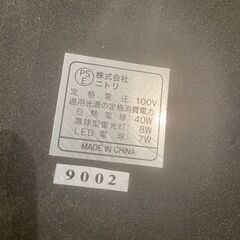 PS
E
株式会社
ニトリ
定格電圧:100V
適用光源の定格消費電力
白熱電球:40W
電球型蛍光灯:8W
LED電球:7W
MADE IN CHINA
9002